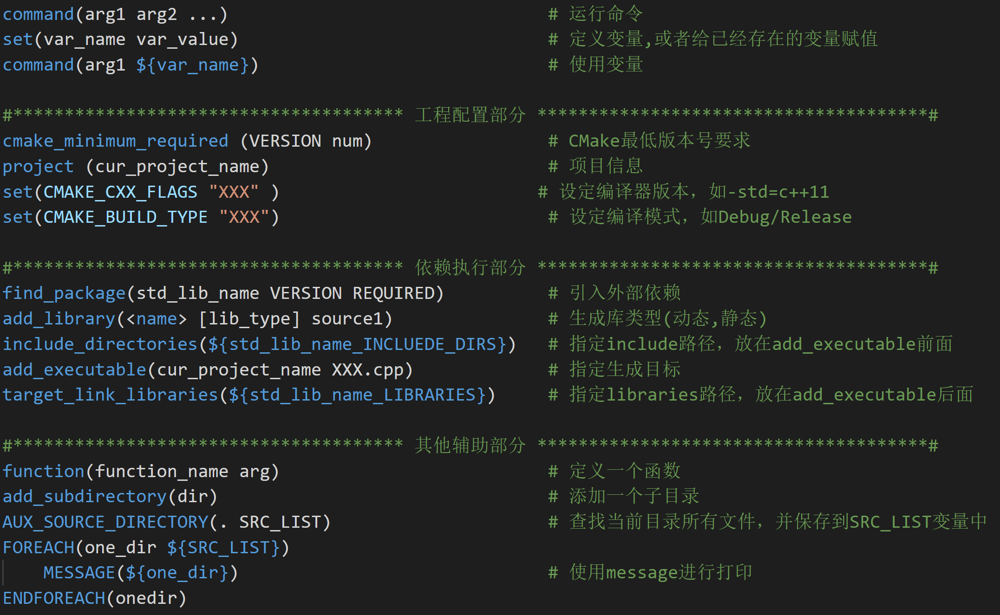 command(arg1 arg2 ...) # 运行命令
set(var_name var_value) # 定义变量,或者给已经存在的变量赋值
command(arg1 ${var_name}) # 使用变量
#************************************** 工程配置部分 **************************************#
cmake_minimum_required (VERSION num) # CMake最低版本号要求
project (cur_project_name) # 项目信息
set(CMAKE_CXX_FLAGS "XXX" ) # 设定编译器版本，如-std=c++11
set(CMAKE_BUILD_TYPE "XXX") # 设定编译模式，如Debug/Release
#************************************** 依赖执行部分 **************************************#
find_package(std_lib_name VERSION REQUIRED) # 引入外部依赖
add_library(<name> [lib_type] source1) # 生成库类型(动态,静态)
include_directories(${std_lib_name_INCLUEDE_DIRS}) # 指定include路径，放在add_executable前面
add_executable(cur_project_name XXX.cpp) # 指定生成目标
target_link_libraries(${std_lib_name_LIBRARIES}) # 指定libraries路径，放在add_executable后面
#************************************** 其他辅助部分 **************************************#
function(function_name arg) # 定义一个函数
add_subdirectory(dir) # 添加一个子目录
AUX_SOURCE_DIRECTORY(. SRC_LIST) # 查找当前目录所有文件，并保存到SRC_LIST变量中
FOREACH(one_dir ${SRC_LIST})
MESSAGE(${one_dir}) # 使用message进行打印
ENDFOREACH(onedir)